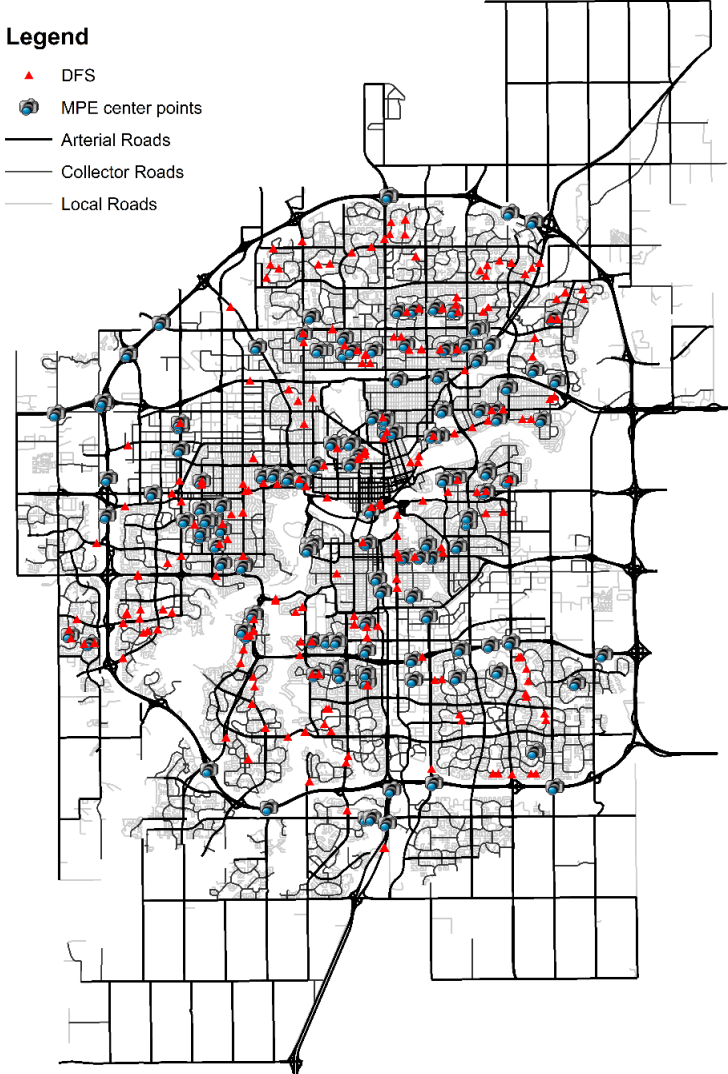 Legend
DFS
MPE center points
Arterial Roads
Collector Roads
Local Roads